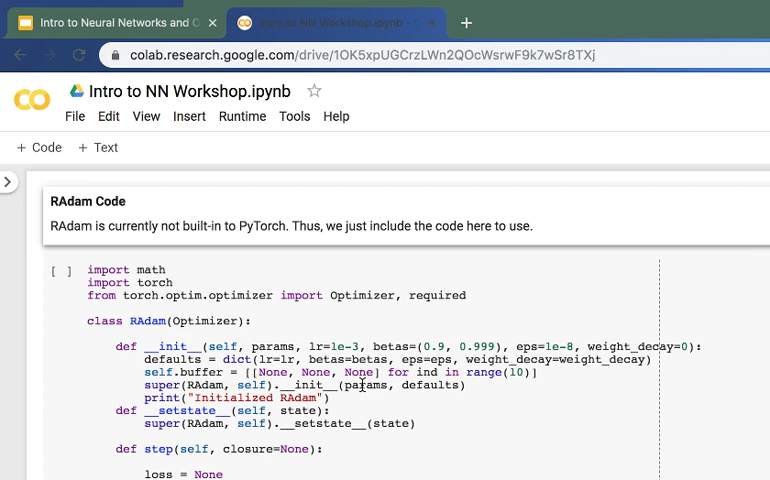 Intro to Neural Networks and C
Intro to NN Workshop.ipynb - C
colab.research.google.com/drive/1OK5xpUGCrzLWn2QOcWsrwF9k7wSr8TXj
CO
Intro to NN Workshop.ipynb
File Edit View Insert Runtime Tools Help
+ Code + Text
RAdam Code
RAdam is currently not built-in to PyTorch. Thus, we just include the code here to use.
[ ] import math
import torch
from torch.optim.optimizer import Optimizer, required
class RAdam(Optimizer):
def __init__(self, params, lr=1e-3, betas=(0.9, 0.999), eps=1e-8, weight_decay=0):
defaults = dict(lr=lr, betas=betas, eps=eps, weight_decay=weight_decay)
self.buffer = [[None, None, None] for ind in range(10)]
super(RAdam, self).__init__(params, defaults)
print("Initialized RAdam")
def __setstate__(self, state):
super(RAdam, self).__setstate__(state)
def step(self, closure=None):
loss = None